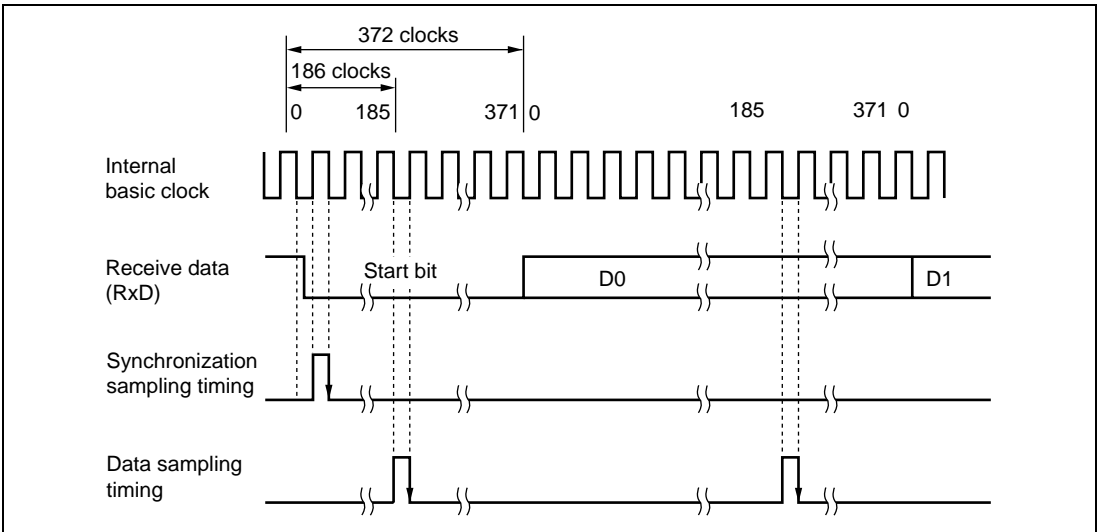 372 clocks
186 clocks
0 185 371 0 185 371 0
Internal
basic clock
Receive data
(RxD)
Start bit D0 D1
Synchronization
sampling timing
Data sampling
timing